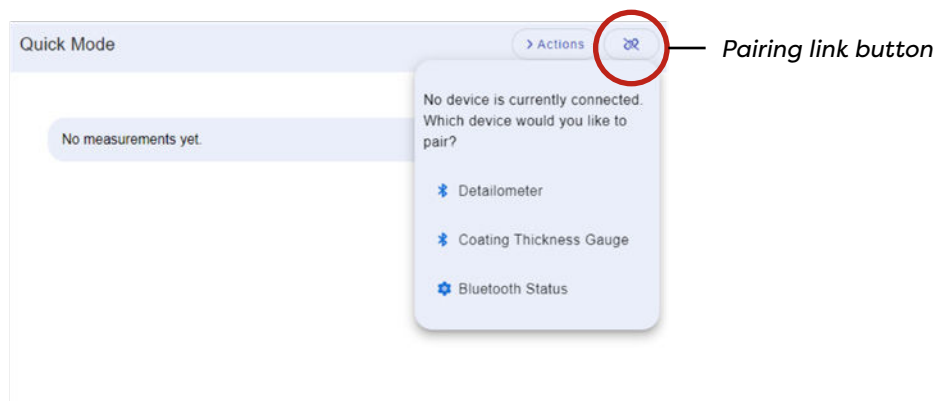 Quick Mode
> Actions
Pairing link button
No device is currently connected.
Which device would you like to
pair?
No measurements yet.
Detailometer
Coating Thickness Gauge
Bluetooth Status